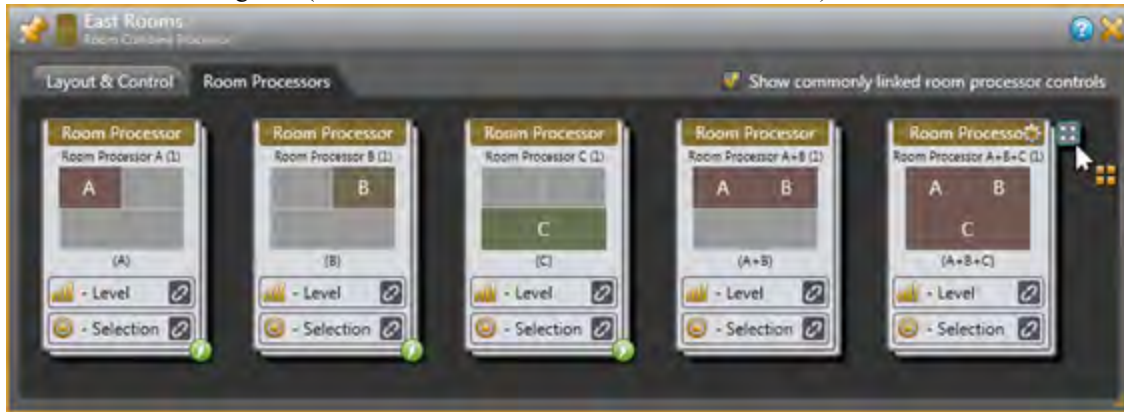 East Rooms
Room Combine Processor
Layout & Control
Room Processors
Show commonly linked room processor controls
Room Processor
Room Processor A (1)
A
(A)
- Level
- Selection
Room Processor
Room Processor B (1)
B
(B)
- Level
- Selection
Room Processor
Room Processor C (1)
C
(C)
- Level
- Selection
Room Processor
Room Processor A+B (1)
A B
(A+B)
- Level
- Selection
Room Processor
Room Processor A+B+C (1)
A B
C
(A+B+C)
- Level
- Selection